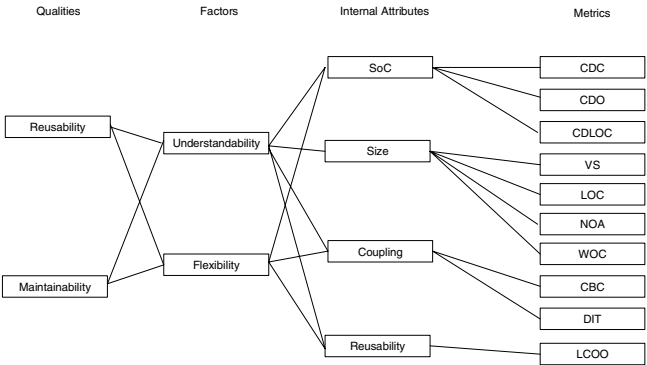 Qualities
Factors
Internal Attributes
Metrics
Reusability
Maintainability
Understandability
Flexibility
SoC
Size
Coupling
Reusability
CDC
CDO
CDLOC
VS
LOC
NOA
WOC
CBC
DIT
LCOO